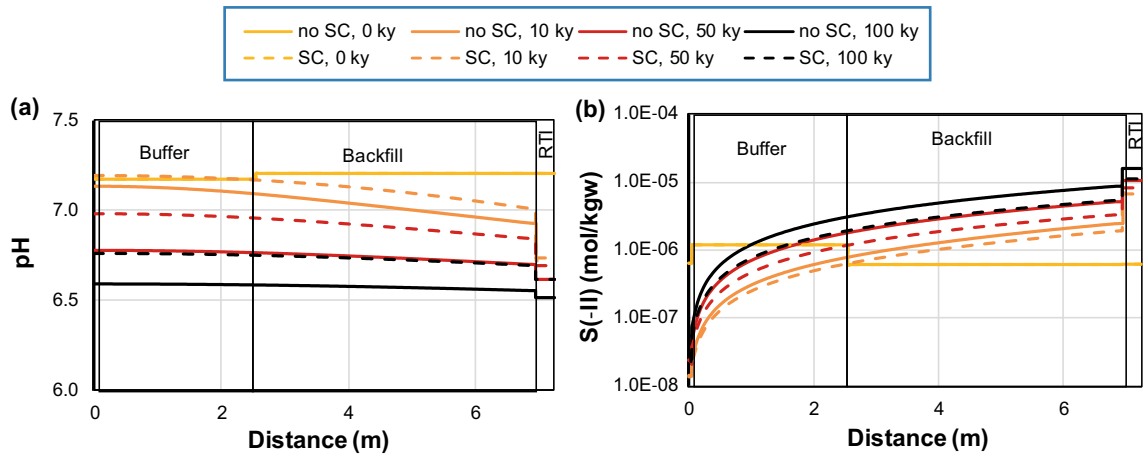 no SC, 0 ky no SC, 10 ky no SC, 50 ky no SC, 100 ky
SC, 0 ky SC, 10 ky SC, 50 ky SC, 100 ky
(a)
7.5
7.0
6.5
6.0
pH
Buffer
Backfill
RTI
0 2 4 6
Distance (m)
(b)
1.0E-04
1.0E-05
1.0E-06
1.0E-07
1.0E-08
S(-II) (mol/kgw)
Buffer
Backfill
RTI
0 2 4 6
Distance (m)